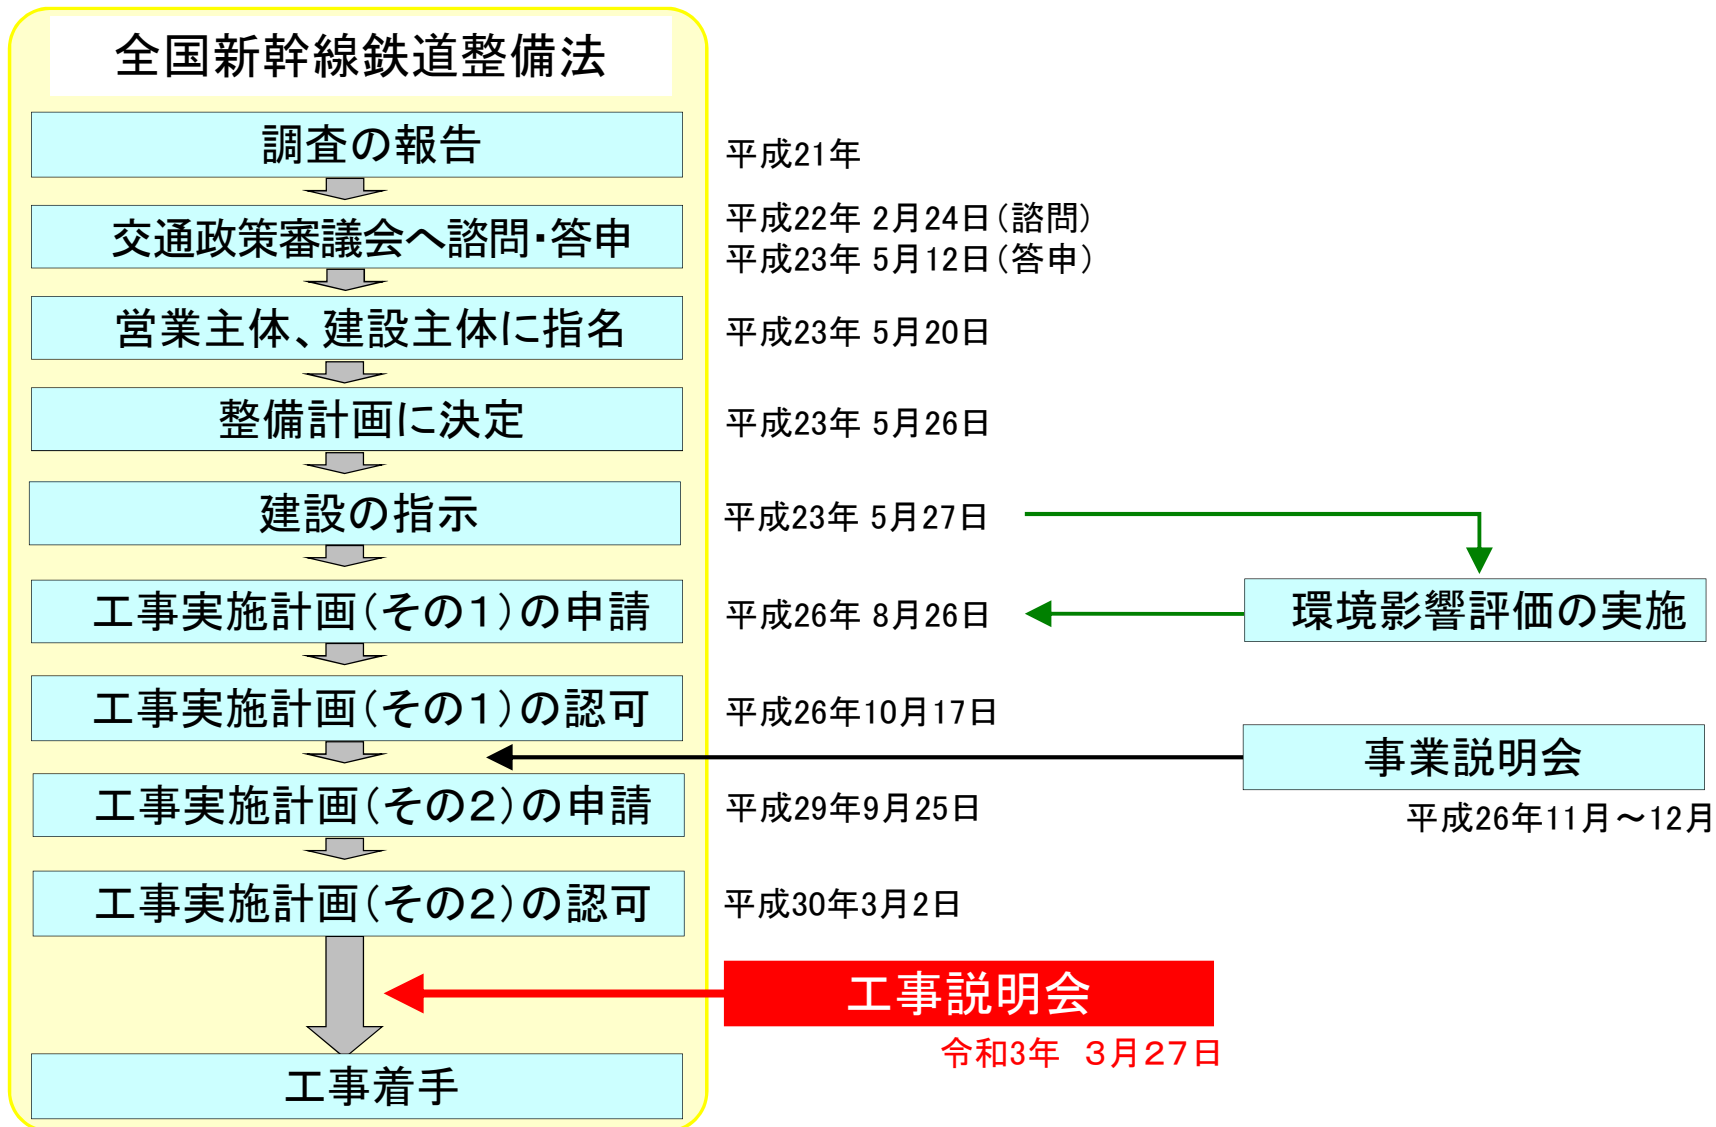 全国新幹線鉄道整備法
調査の報告
平成21年
交通政策審議会へ諮問・答申
平成22年 2月24日（諮問）
平成23年 5月12日（答申）
営業主体、建設主体に指名
平成23年 5月20日
整備計画に決定
平成23年 5月26日
建設の指示
平成23年 5月27日
工事実施計画（その１）の申請
平成26年 8月26日
環境影響評価の実施
工事実施計画（その１）の認可
平成26年10月17日
事業説明会
平成26年11月～12月
工事実施計画（その２）の申請
平成29年9月25日
工事実施計画（その２）の認可
平成30年3月2日
工事説明会
令和3年　３月２７日
工事着手